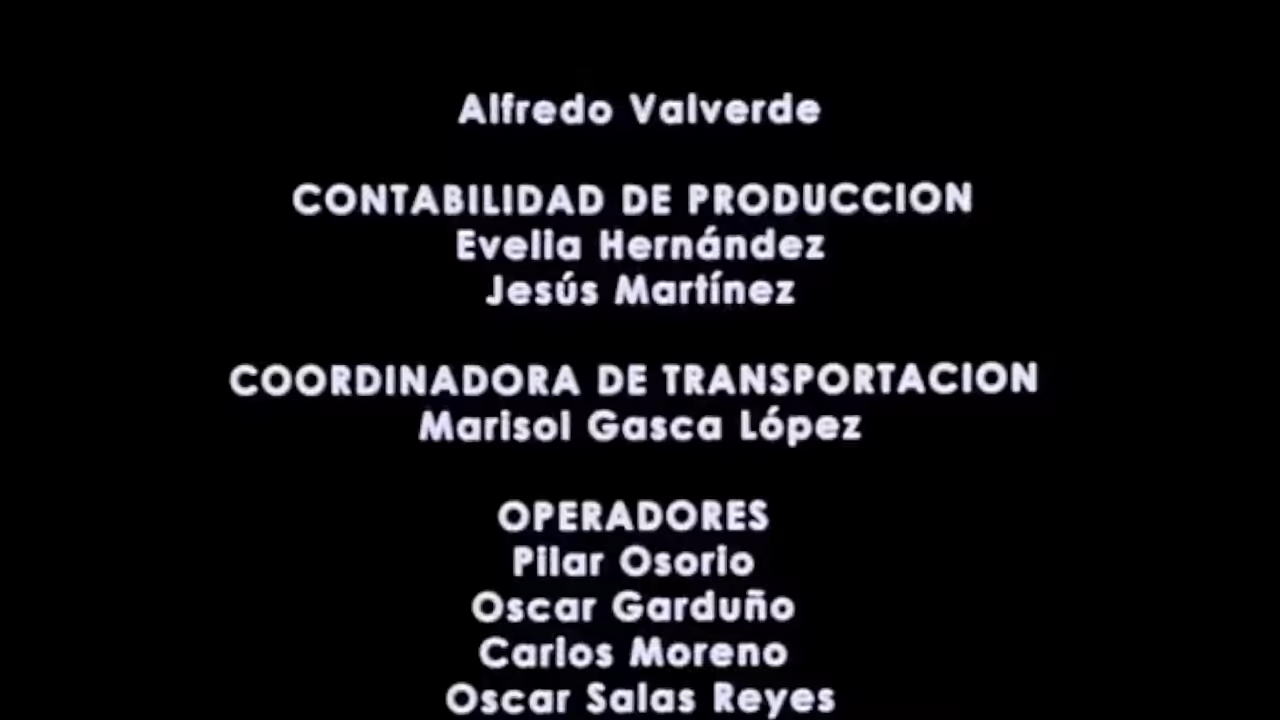 Alfredo Valverde
CONTABILIDAD DE PRODUCCION
Evelia Hernández
Jesús Martínez
COORDINADORA DE TRANSPORTACION
Marisol Gasca López
OPERADORES
Pilar Osorio
Oscar Garduño
Carlos Moreno
Oscar Salas Reyes